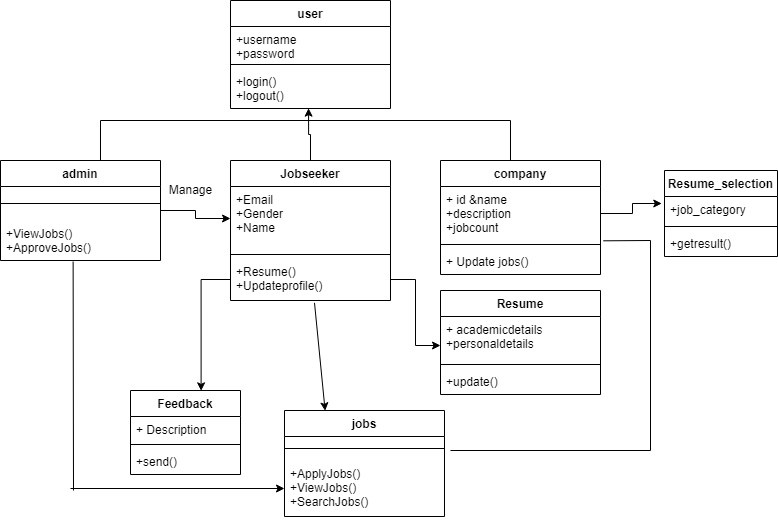 user
+username
+password
+login()
+logout()
admin
+ViewJobs()
+ApproveJobs()
Manage
Jobseeker
+Email
+Gender
+Name
+Resume()
+Updateprofile()
company
+ id &name
+description
+jobcount
+ Update jobs()
Resume_selection
+job_category
+getresult()
Resume
+ academicdetails
+personaldetails
+update()
Feedback
+ Description
+send()
jobs
+ApplyJobs()
+ViewJobs()
+SearchJobs()